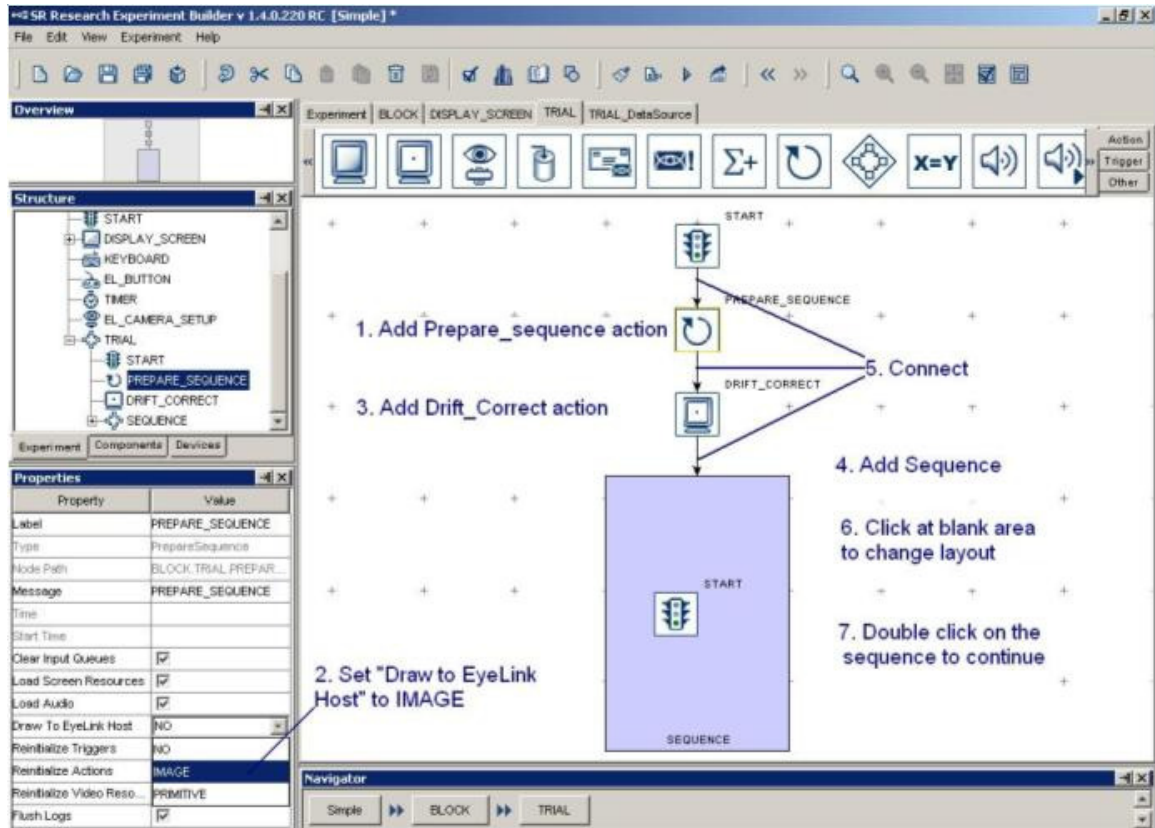 SR Research Experiment Builder v 1.4.0.220 RC [Simple] *
File Edit View Experiment Help
Overview
Structure
START
DISPLAY_SCREEN
KEYBOARD
EL_BUTTON
TIMER
EL_CAMERA_SETUP
TRIAL
START
PREPARE_SEQUENCE
DRIFT_CORRECT
SEQUENCE
Experiment Components Devices
Properties
Property Value
Label PREPARE_SEQUENCE
Type PrepareSequence
Node Path BLOCK.TRIAL.PREPAR...
Message PREPARE_SEQUENCE
Time
Start Time
Clear Input Queues
Load Screen Resources
Load Audio
Draw To EyeLink Host NO
Reinitialize Triggers NO
Reinitialize Actions IMAGE
Reinitialize Video Reso... PRIMITIVE
Flush Logs
Experiment BLOCK DISPLAY_SCREEN TRIAL TRIAL_DataSource
Σ+ X=Y
Action
Trigger
Other
START
PREPARE_SEQUENCE
1. Add Prepare_sequence action
5. Connect
DRIFT_CORRECT
3. Add Drift_Correct action
4. Add Sequence
6. Click at blank area
to change layout
START
7. Double click on the
sequence to continue
2. Set "Draw to EyeLink
Host" to IMAGE
SEQUENCE
Navigator
Simple BLOCK TRIAL